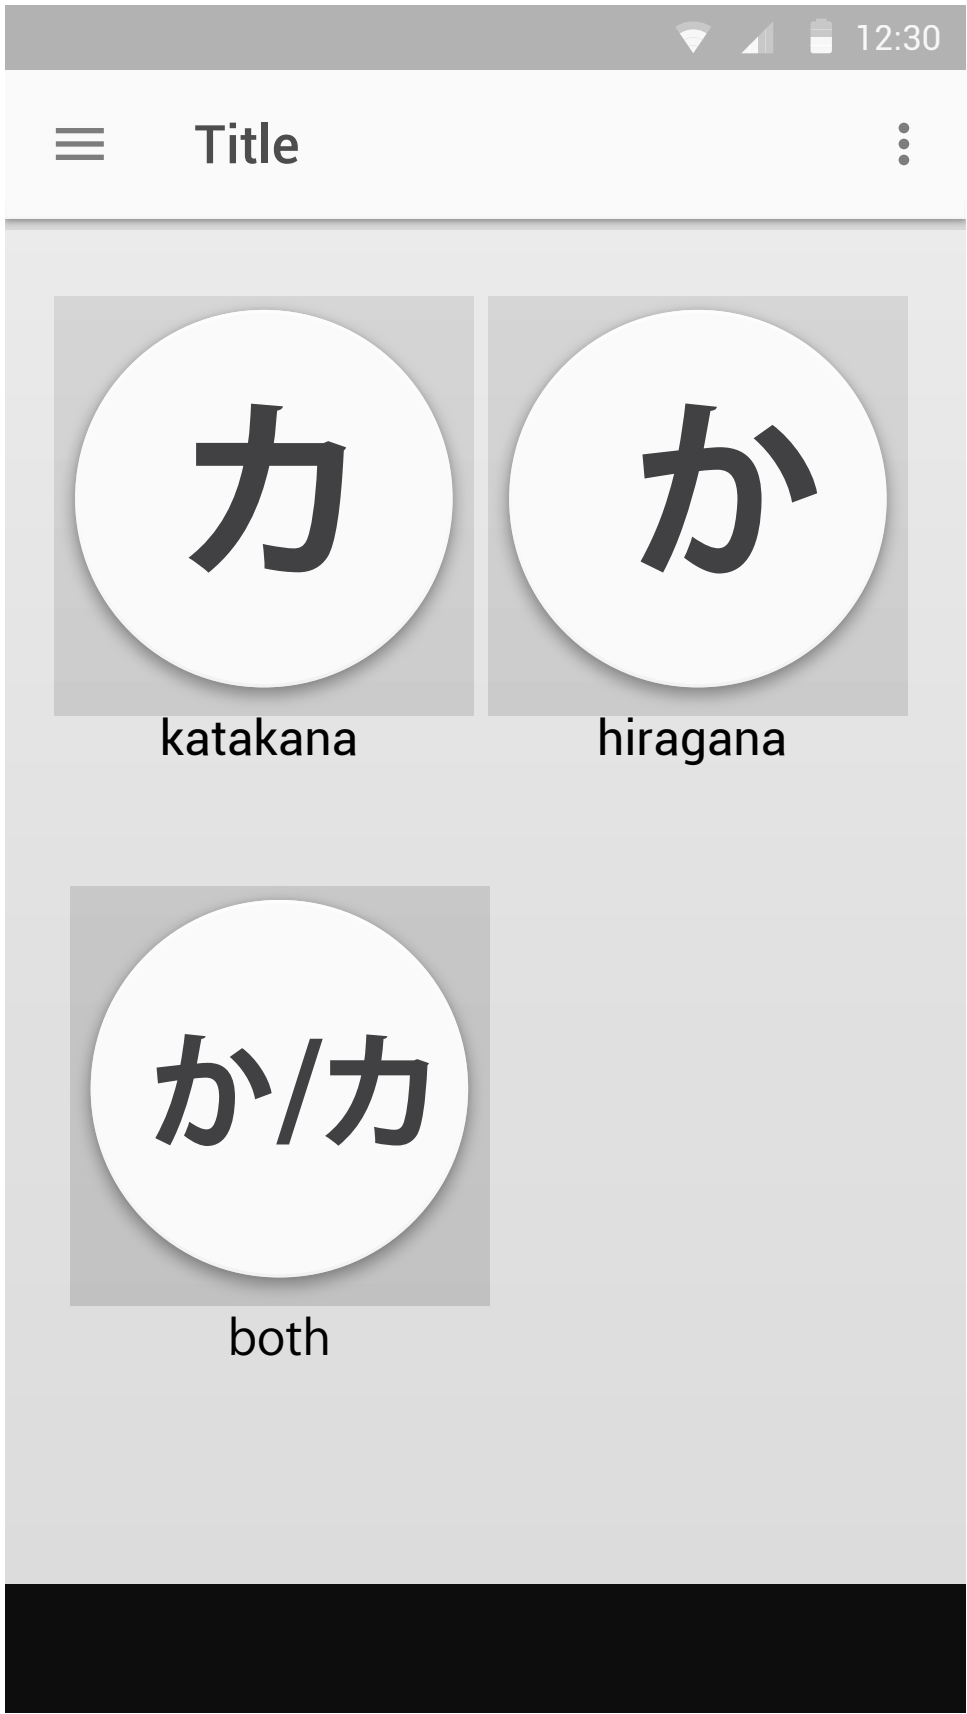 12:30
Title
カ
か
katakana
hiragana
か/カ
both